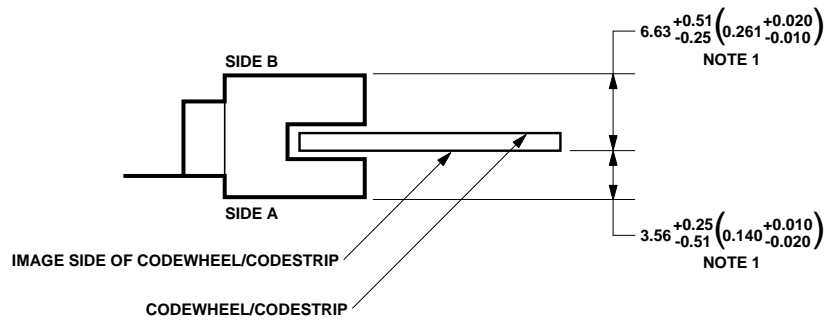 6.63 +0.51 -0.25 (0.261 +0.020 -0.010)
NOTE 1
SIDE B
SIDE A
3.56 +0.25 -0.51 (0.140 +0.010 -0.020)
NOTE 1
IMAGE SIDE OF CODEWHEEL/CODESTRIP
CODEWHEEL/CODESTRIP